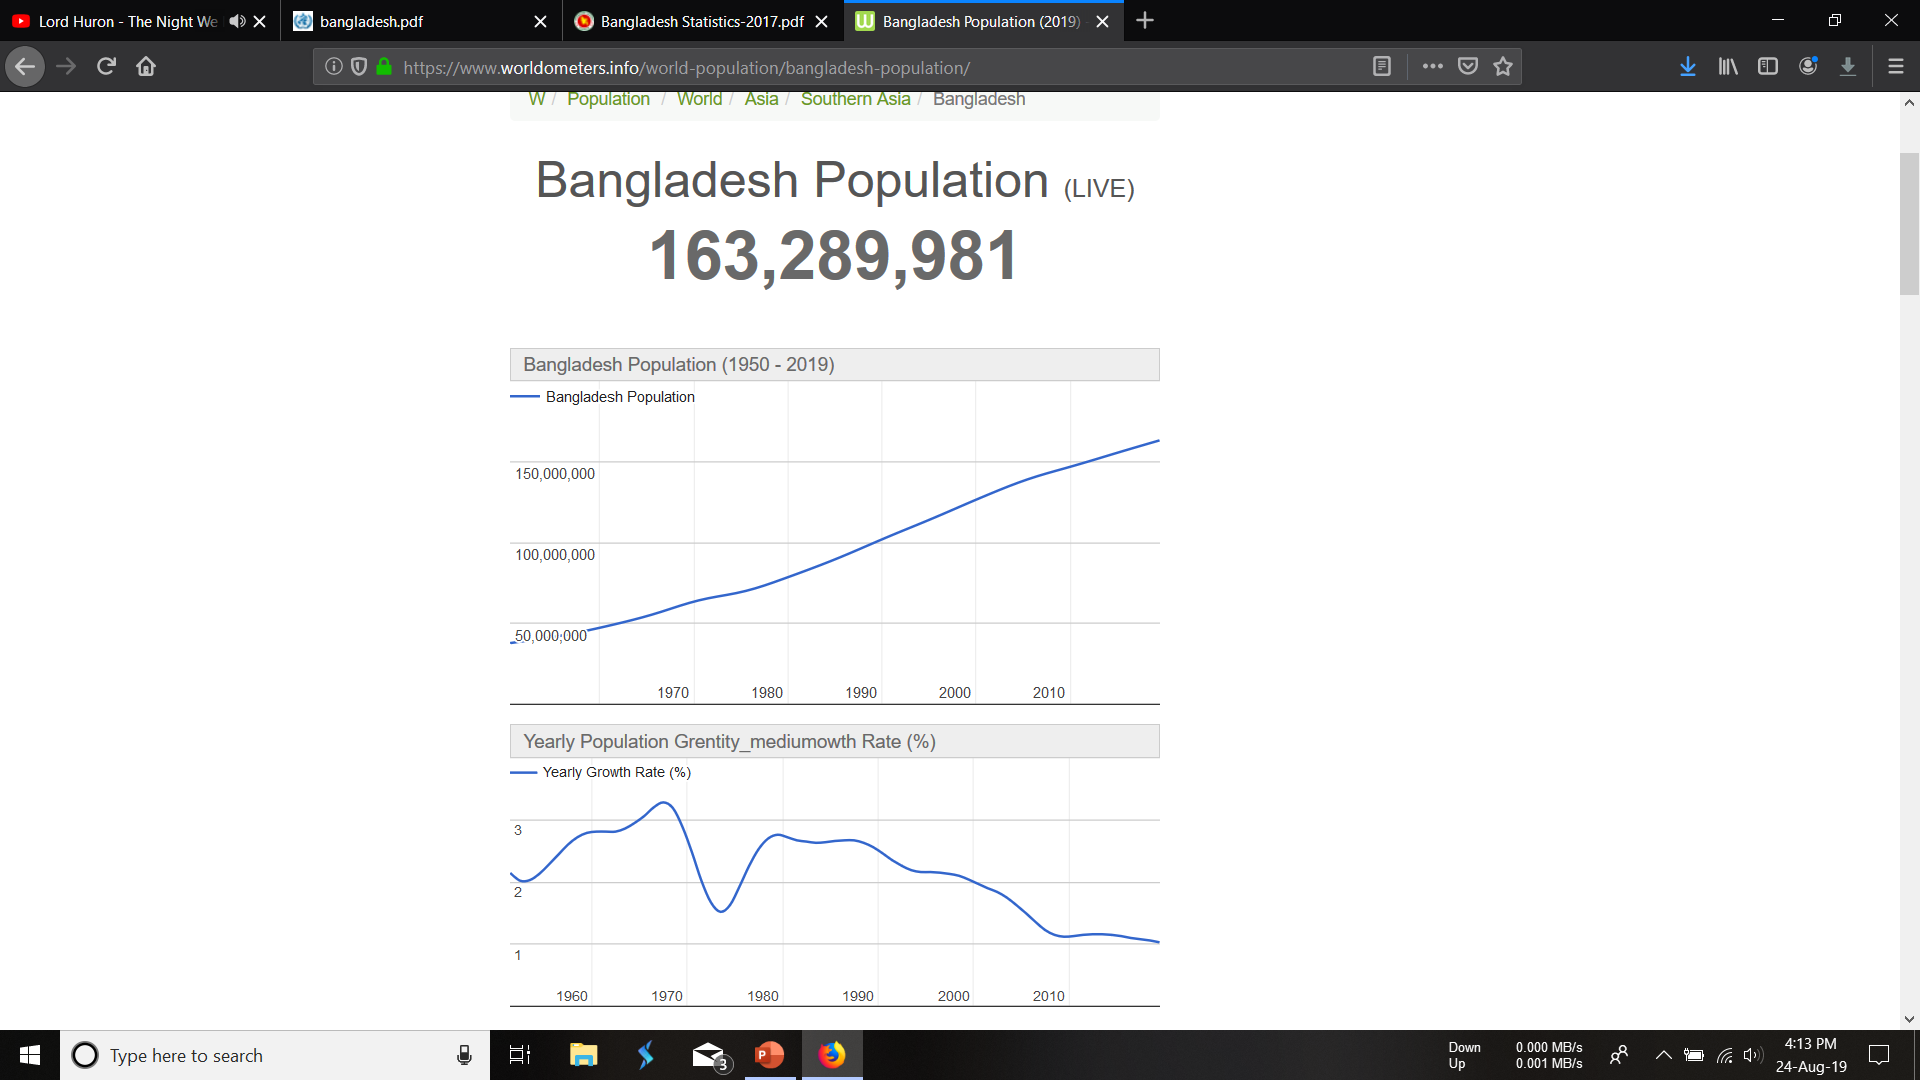 Lord Huron - The Night We
bangladesh.pdf
Bangladesh Statistics-2017.pdf
Bangladesh Population (2019)
https://www.worldometers.info/world-population/bangladesh-population/
W / Population / World / Asia / Southern Asia / Bangladesh
Bangladesh Population (LIVE)
163,289,981
Bangladesh Population (1950 - 2019)
Bangladesh Population
150,000,000
100,000,000
50,000,000
1970 1980 1990 2000 2010
Yearly Population Grentity_mediumowth Rate (%)
Yearly Growth Rate (%)
3
2
1
1960 1970 1980 1990 2000 2010
Type here to search
3
Down 0.000 MB/s
Up 0.001 MB/s
4:13 PM
24-Aug-19